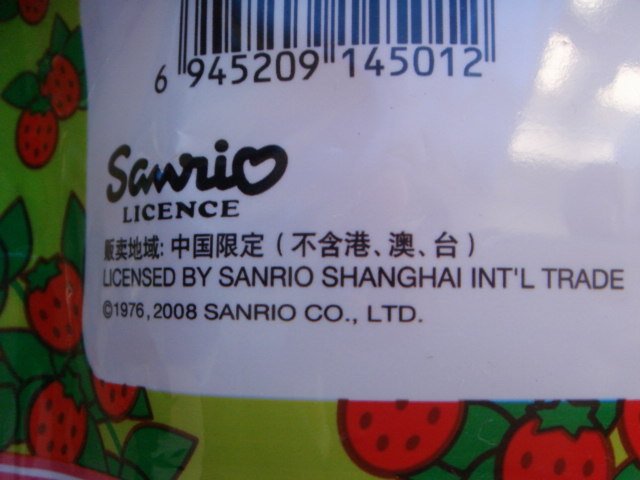 6 945209 145012
Sanrio
LICENCE
販卖地域: 中国限定 ( 不含港、澳、台 )
LICENSED BY SANRIO SHANGHAI INT'L TRADE
©1976, 2008 SANRIO CO., LTD.